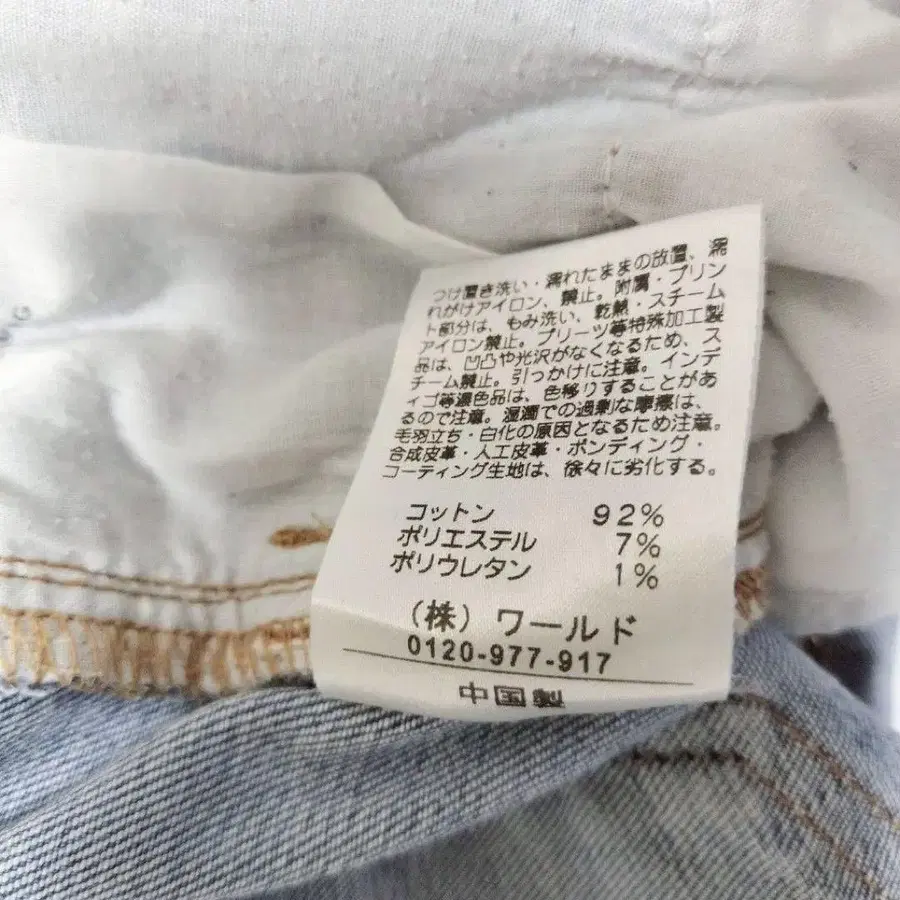 つけ置き洗い・濡れたままの放置、濡
れがけアイロン、禁止。附属・プリン
ト部分は、もみ洗い、乾熱・スチーム
アイロン禁止。プリーツ等特殊加工製
品は、凹凸や光沢がなくなるため、ス
チーム禁止。引っかけに注意。インデ
ィゴ等濃色品は、色移りすることがあ
るので注意。湿潤での過剰な摩擦は、
毛羽立ち・白化の原因となるため注意。
合成皮革・人工皮革・ボンディング・
コーティング生地は、徐々に劣化する。
コットン 92%
ポリエステル 7%
ポリウレタン 1%
(株)ワールド
0120-977-917
中国製